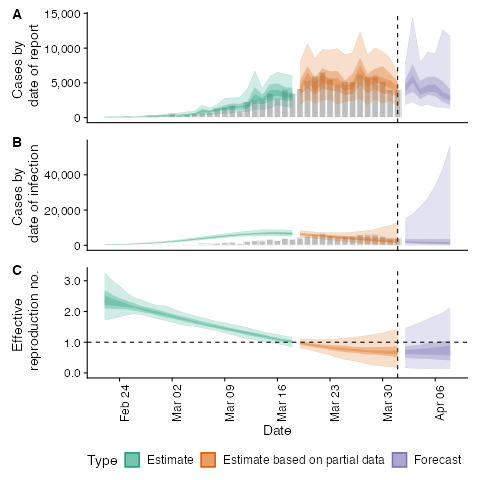 A
Cases by
date of report
15,000
10,000
5,000
0
B
Cases by
date of infection
40,000
20,000
0
C
Effective
reproduction no.
3.0
2.0
1.0
0.0
Feb 24
Mar 02
Mar 09
Mar 16
Mar 23
Mar 30
Apr 06
Date
Type Estimate Estimate based on partial data Forecast